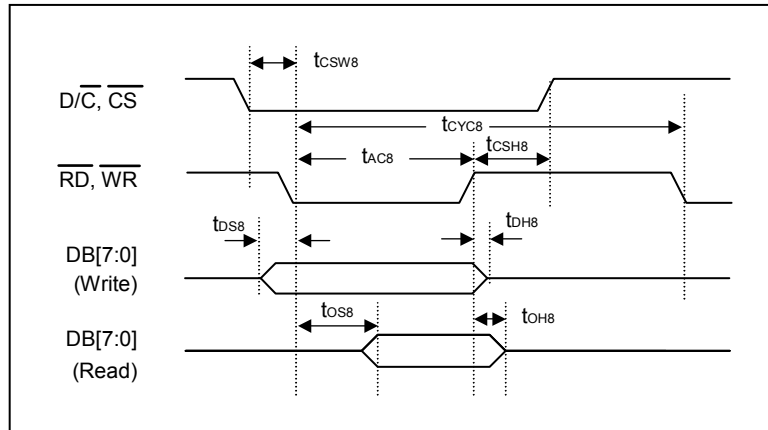 tCSW8
D/C, CS
tCYC8
tAC8
tCSH8
RD, WR
tDS8
tDH8
DB[7:0]
(Write)
tOS8
tOH8
DB[7:0]
(Read)